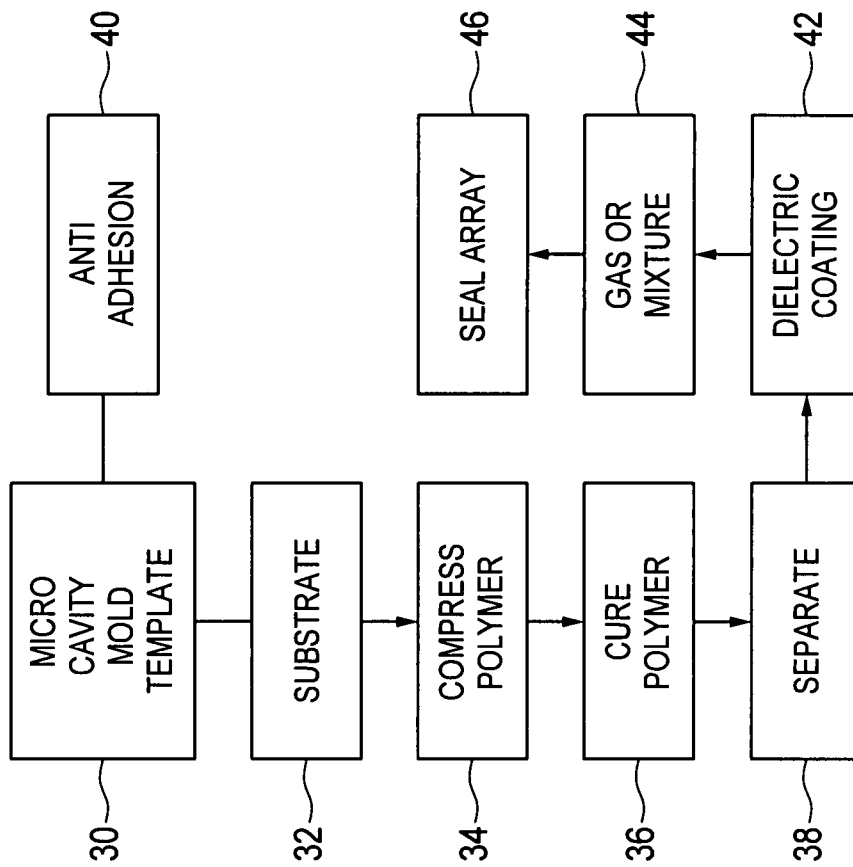 MICRO
CAVITY
MOLD
TEMPLATE
30
ANTI
ADHESION
40
SUBSTRATE
32
COMPRESS
POLYMER
34
CURE
POLYMER
36
SEPARATE
38
DIELECTRIC
COATING
42
GAS OR
MIXTURE
44
SEAL ARRAY
46